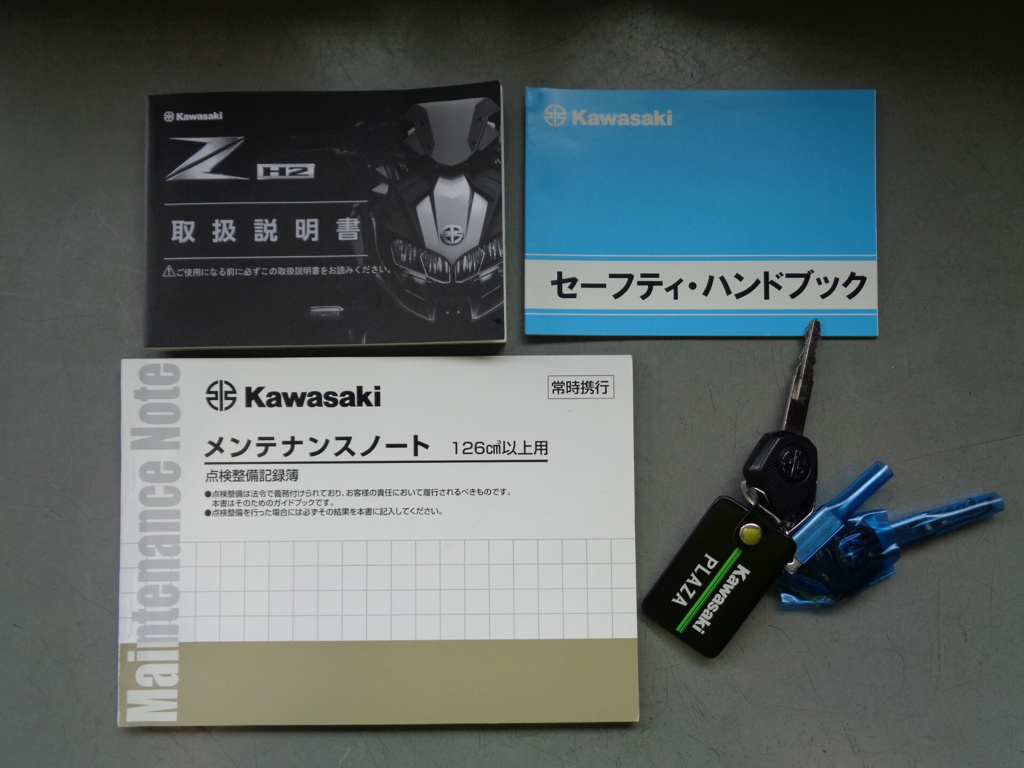 Kawasaki
Z H2
取扱説明書
⚠ご使用になる前に必ずこの取扱説明書をお読みください。
Kawasaki
セーフティ・ハンドブック
Maintenance Note
Kawasaki
常時携行
メンテナンスノート 126cm³以上用
点検整備記録簿
●点検整備は法令で義務付けられており、お客様の責任において履行されるべきものです。
本書はそのためのガイドブックです。
●点検整備を行った場合には必ずその結果を本書に記入してください。
Kawasaki
PLAZA